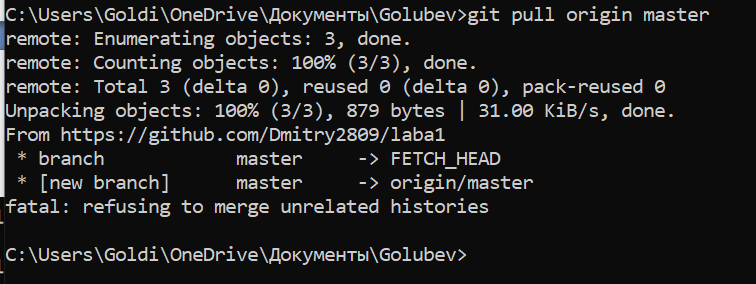 C:\Users\Goldi\OneDrive\Документы\Golubev>git pull origin master
remote: Enumerating objects: 3, done.
remote: Counting objects: 100% (3/3), done.
remote: Total 3 (delta 0), reused 0 (delta 0), pack-reused 0
Unpacking objects: 100% (3/3), 879 bytes | 31.00 KiB/s, done.
From https://github.com/Dmitry2809/laba1
 * branch            master     -> FETCH_HEAD
 * [new branch]      master     -> origin/master
fatal: refusing to merge unrelated histories
C:\Users\Goldi\OneDrive\Документы\Golubev>